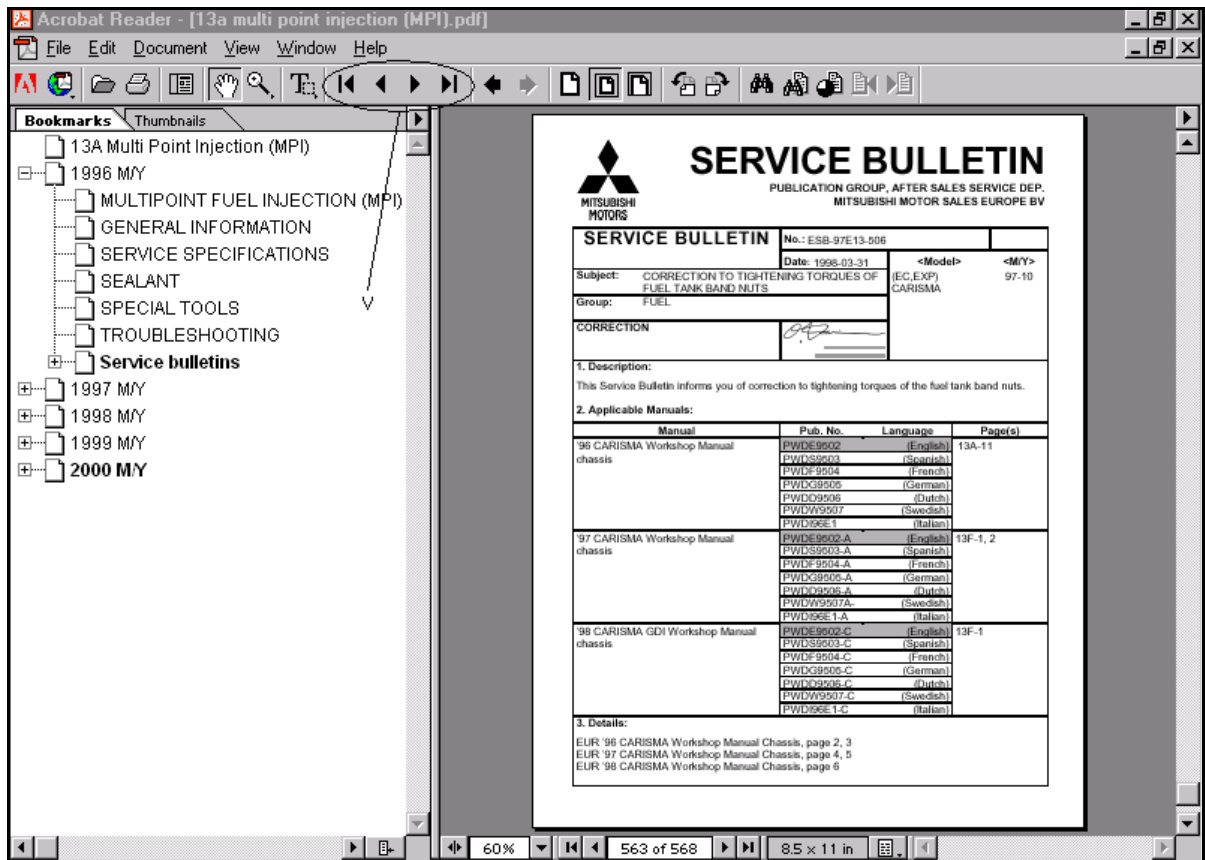 Acrobat Reader - [13a multi point injection (MPI).pdf]
File Edit Document View Window Help
Bookmarks Thumbnails
13A Multi Point Injection (MPI)
1996 M/Y
MULTIPOINT FUEL INJECTION (MPI)
GENERAL INFORMATION
SERVICE SPECIFICATIONS
SEALANT
SPECIAL TOOLS
TROUBLESHOOTING
Service bulletins
1997 M/Y
1998 M/Y
1999 M/Y
2000 M/Y
MITSUBISHI
MOTORS
SERVICE BULLETIN
PUBLICATION GROUP, AFTER SALES SERVICE DEP.
MITSUBISHI MOTOR SALES EUROPE BV
SERVICE BULLETIN No.: ESB-97E13-506
Date: 1998-03-31 <Model> <M/Y>
Subject: CORRECTION TO TIGHTENING TORQUES OF (EC,EXP) 97-10
FUEL TANK BAND NUTS CARISMA
Group: FUEL
CORRECTION
1. Description:
This Service Bulletin informs you of correction to tightening torques of the fuel tank band nuts.
2. Applicable Manuals:
Manual Pub. No. Language Page(s)
'96 CARISMA Workshop Manual PWDE9502 (English) 13A-11
chassis PWDS9503 (Spanish)
PWDF9504 (French)
PWDG9505 (German)
PWDD9506 (Dutch)
PWDW9507 (Swedish)
PWDI96E1 (Italian)
'97 CARISMA Workshop Manual PWDE9502-A (English) 13F-1, 2
chassis PWDS9503-A (Spanish)
PWDF9504-A (French)
PWDG9505-A (German)
PWDD9506-A (Dutch)
PWDW9507A- (Swedish)
PWDI96E1-A (Italian)
'98 CARISMA GDI Workshop Manual PWDE9502-C (English) 13F-1
chassis PWDS9503-C (Spanish)
PWDF9504-C (French)
PWDG9505-C (German)
PWDD9506-C (Dutch)
PWDW9507-C (Swedish)
PWDI96E1-C (Italian)
3. Details:
EUR '96 CARISMA Workshop Manual Chassis, page 2, 3
EUR '97 CARISMA Workshop Manual Chassis, page 4, 5
EUR '98 CARISMA Workshop Manual Chassis, page 6
60% 563 of 568 8.5 x 11 in